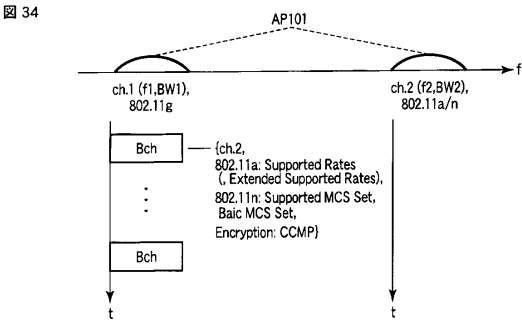 図 34
AP101
f
ch.1 (f1,BW1),
802.11g
ch.2 (f2,BW2),
802.11a/n
Bch
{ch.2,
802.11a: Supported Rates
(, Extended Supported Rates),
802.11n: Supported MCS Set,
Baic MCS Set,
Encryption: CCMP}
Bch
t
t